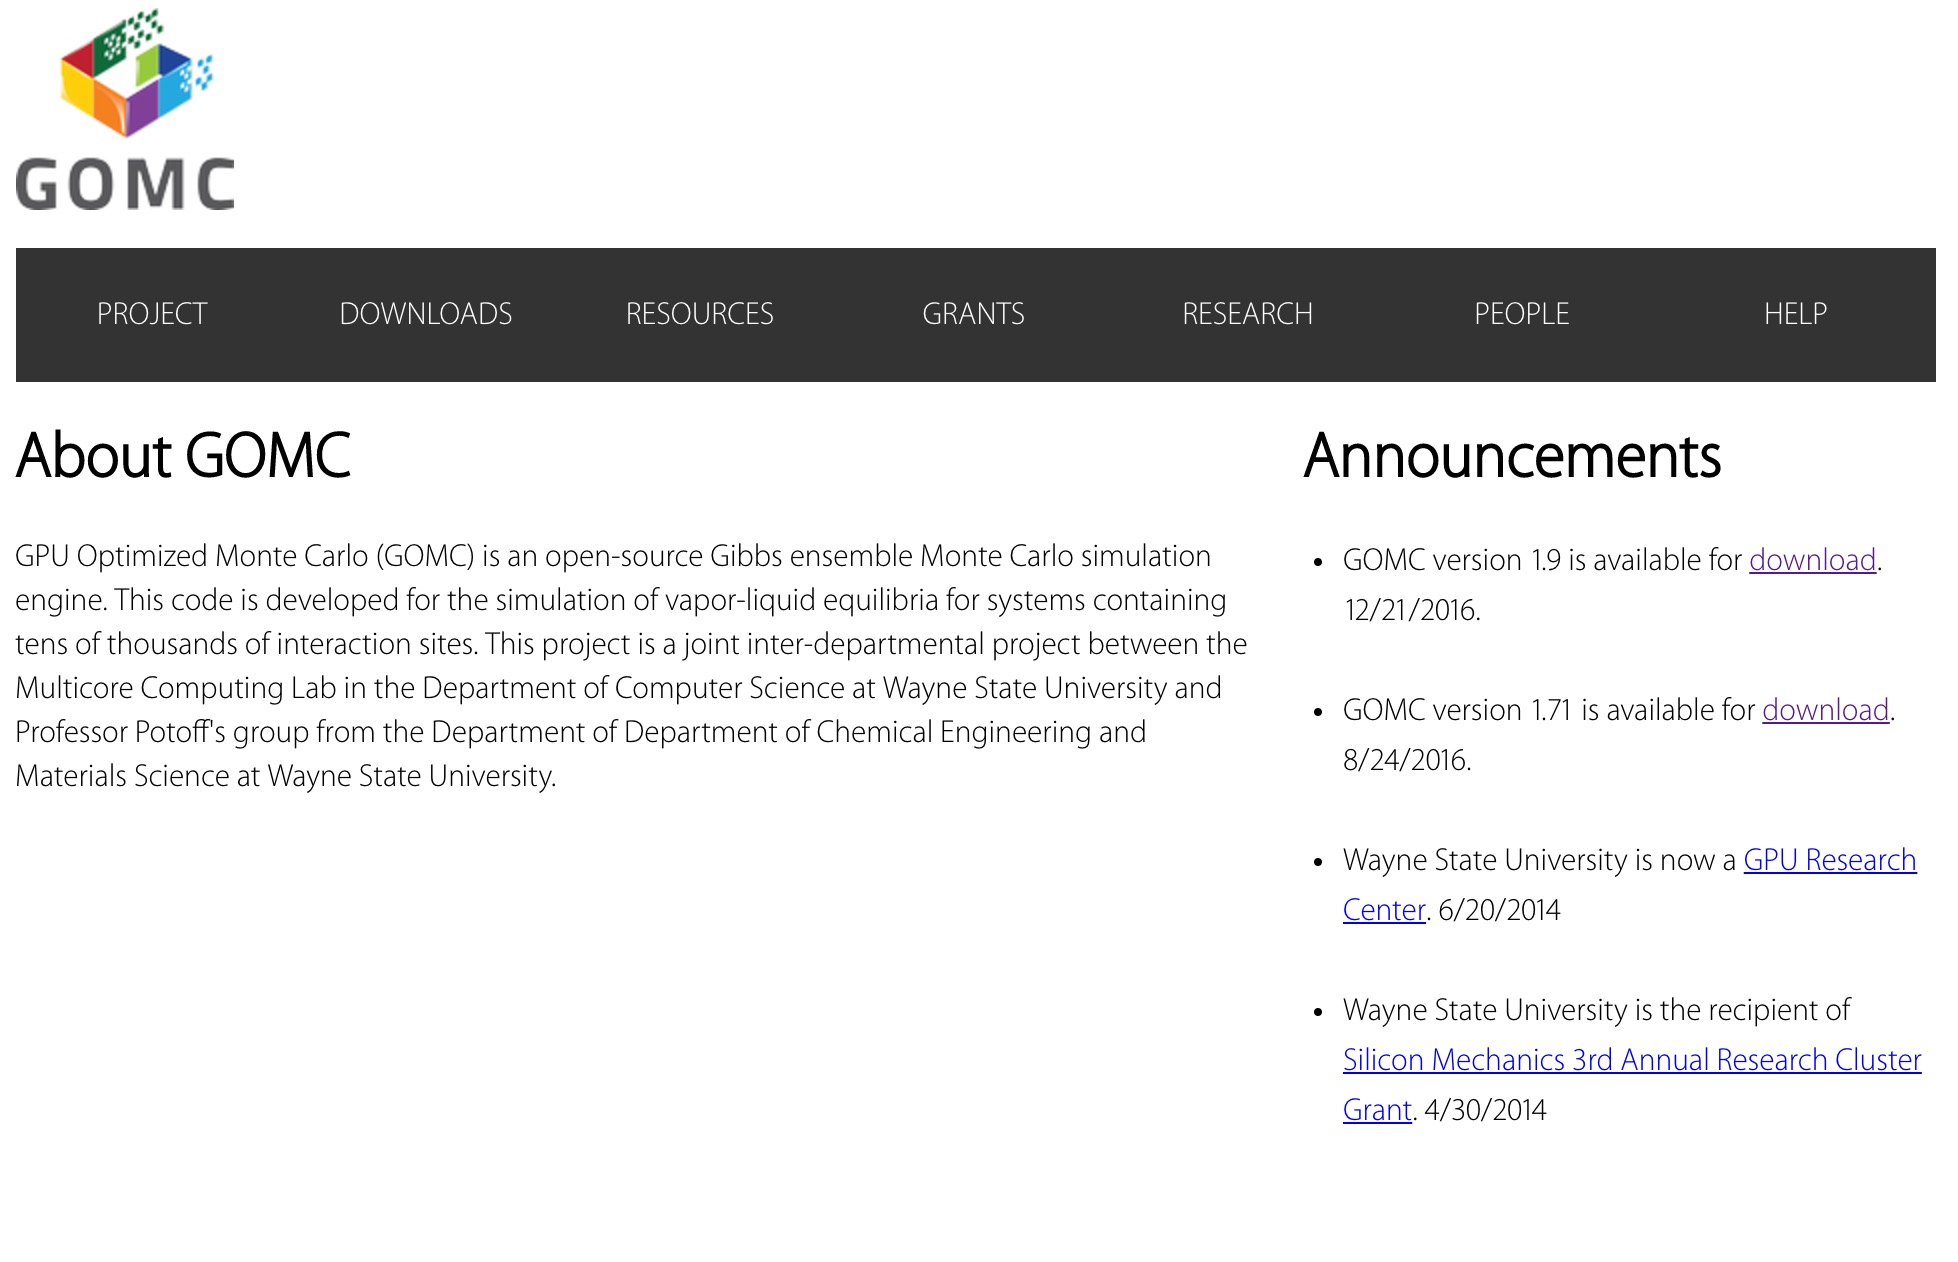 GOMC
PROJECT DOWNLOADS RESOURCES GRANTS RESEARCH PEOPLE HELP
About GOMC
GPU Optimized Monte Carlo (GOMC) is an open-source Gibbs ensemble Monte Carlo simulation
engine. This code is developed for the simulation of vapor-liquid equilibria for systems containing
tens of thousands of interaction sites. This project is a joint inter-departmental project between the
Multicore Computing Lab in the Department of Computer Science at Wayne State University and
Professor Potoff's group from the Department of Department of Chemical Engineering and
Materials Science at Wayne State University.
Announcements
• GOMC version 1.9 is available for download.
12/21/2016.
• GOMC version 1.71 is available for download.
8/24/2016.
• Wayne State University is now a GPU Research
Center. 6/20/2014
• Wayne State University is the recipient of
Silicon Mechanics 3rd Annual Research Cluster
Grant. 4/30/2014